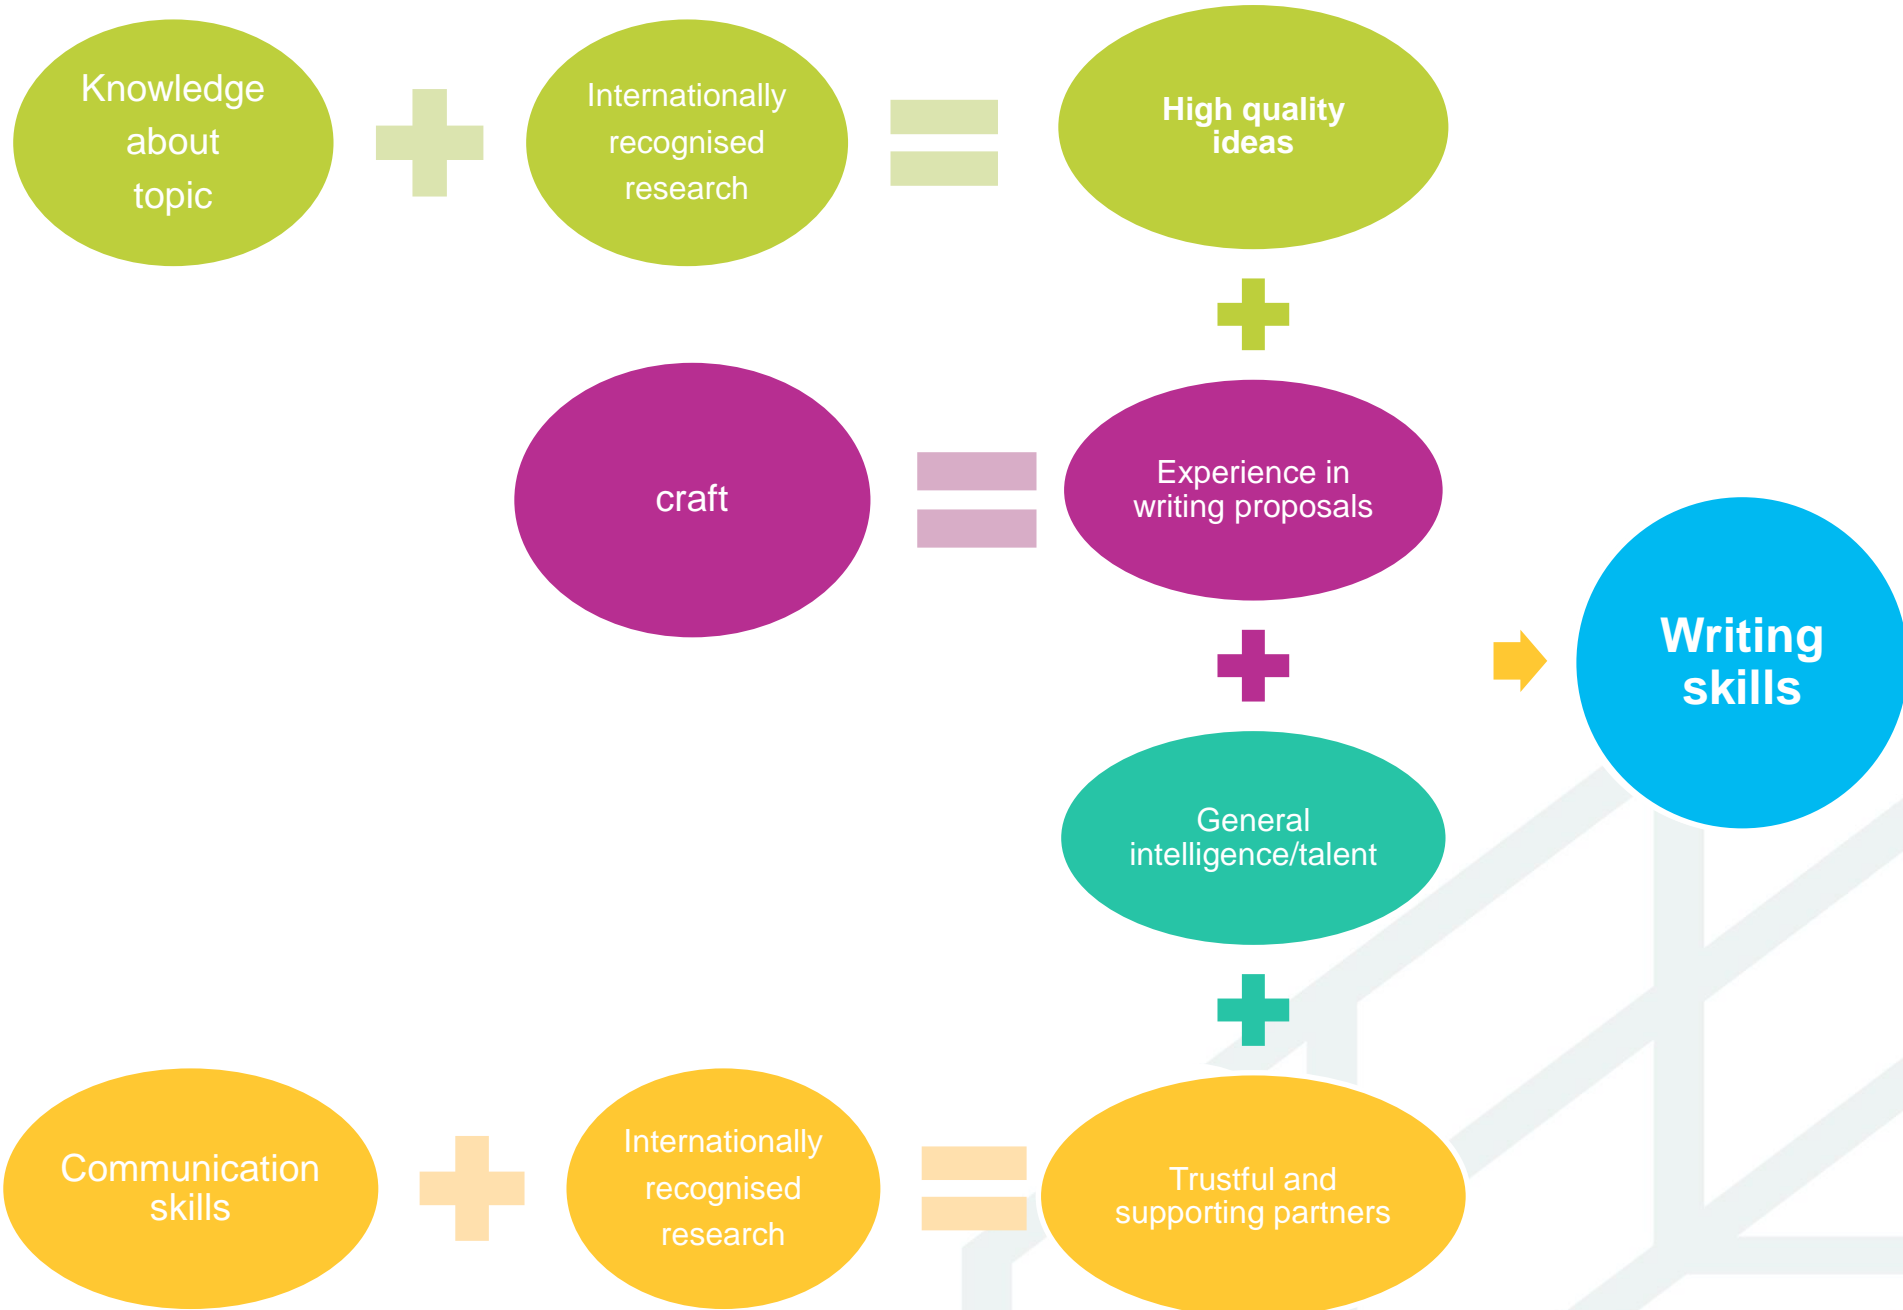 Knowledge
about
topic
Internationally
recognised
research
High quality
ideas
craft
Experience in
writing proposals
Writing
skills
General
intelligence/talent
Communication
skills
Internationally
recognised
research
Trustful and
supporting partners